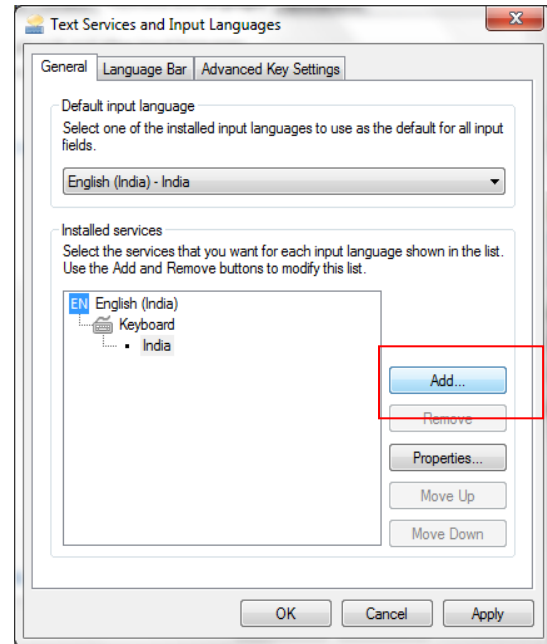 Text Services and Input Languages
General Language Bar Advanced Key Settings
Default input language
Select one of the installed input languages to use as the default for all input
fields.
English (India) - India
Installed services
Select the services that you want for each input language shown in the list.
Use the Add and Remove buttons to modify this list.
EN English (India)
Keyboard
India
Add...
Remove
Properties...
Move Up
Move Down
OK Cancel Apply